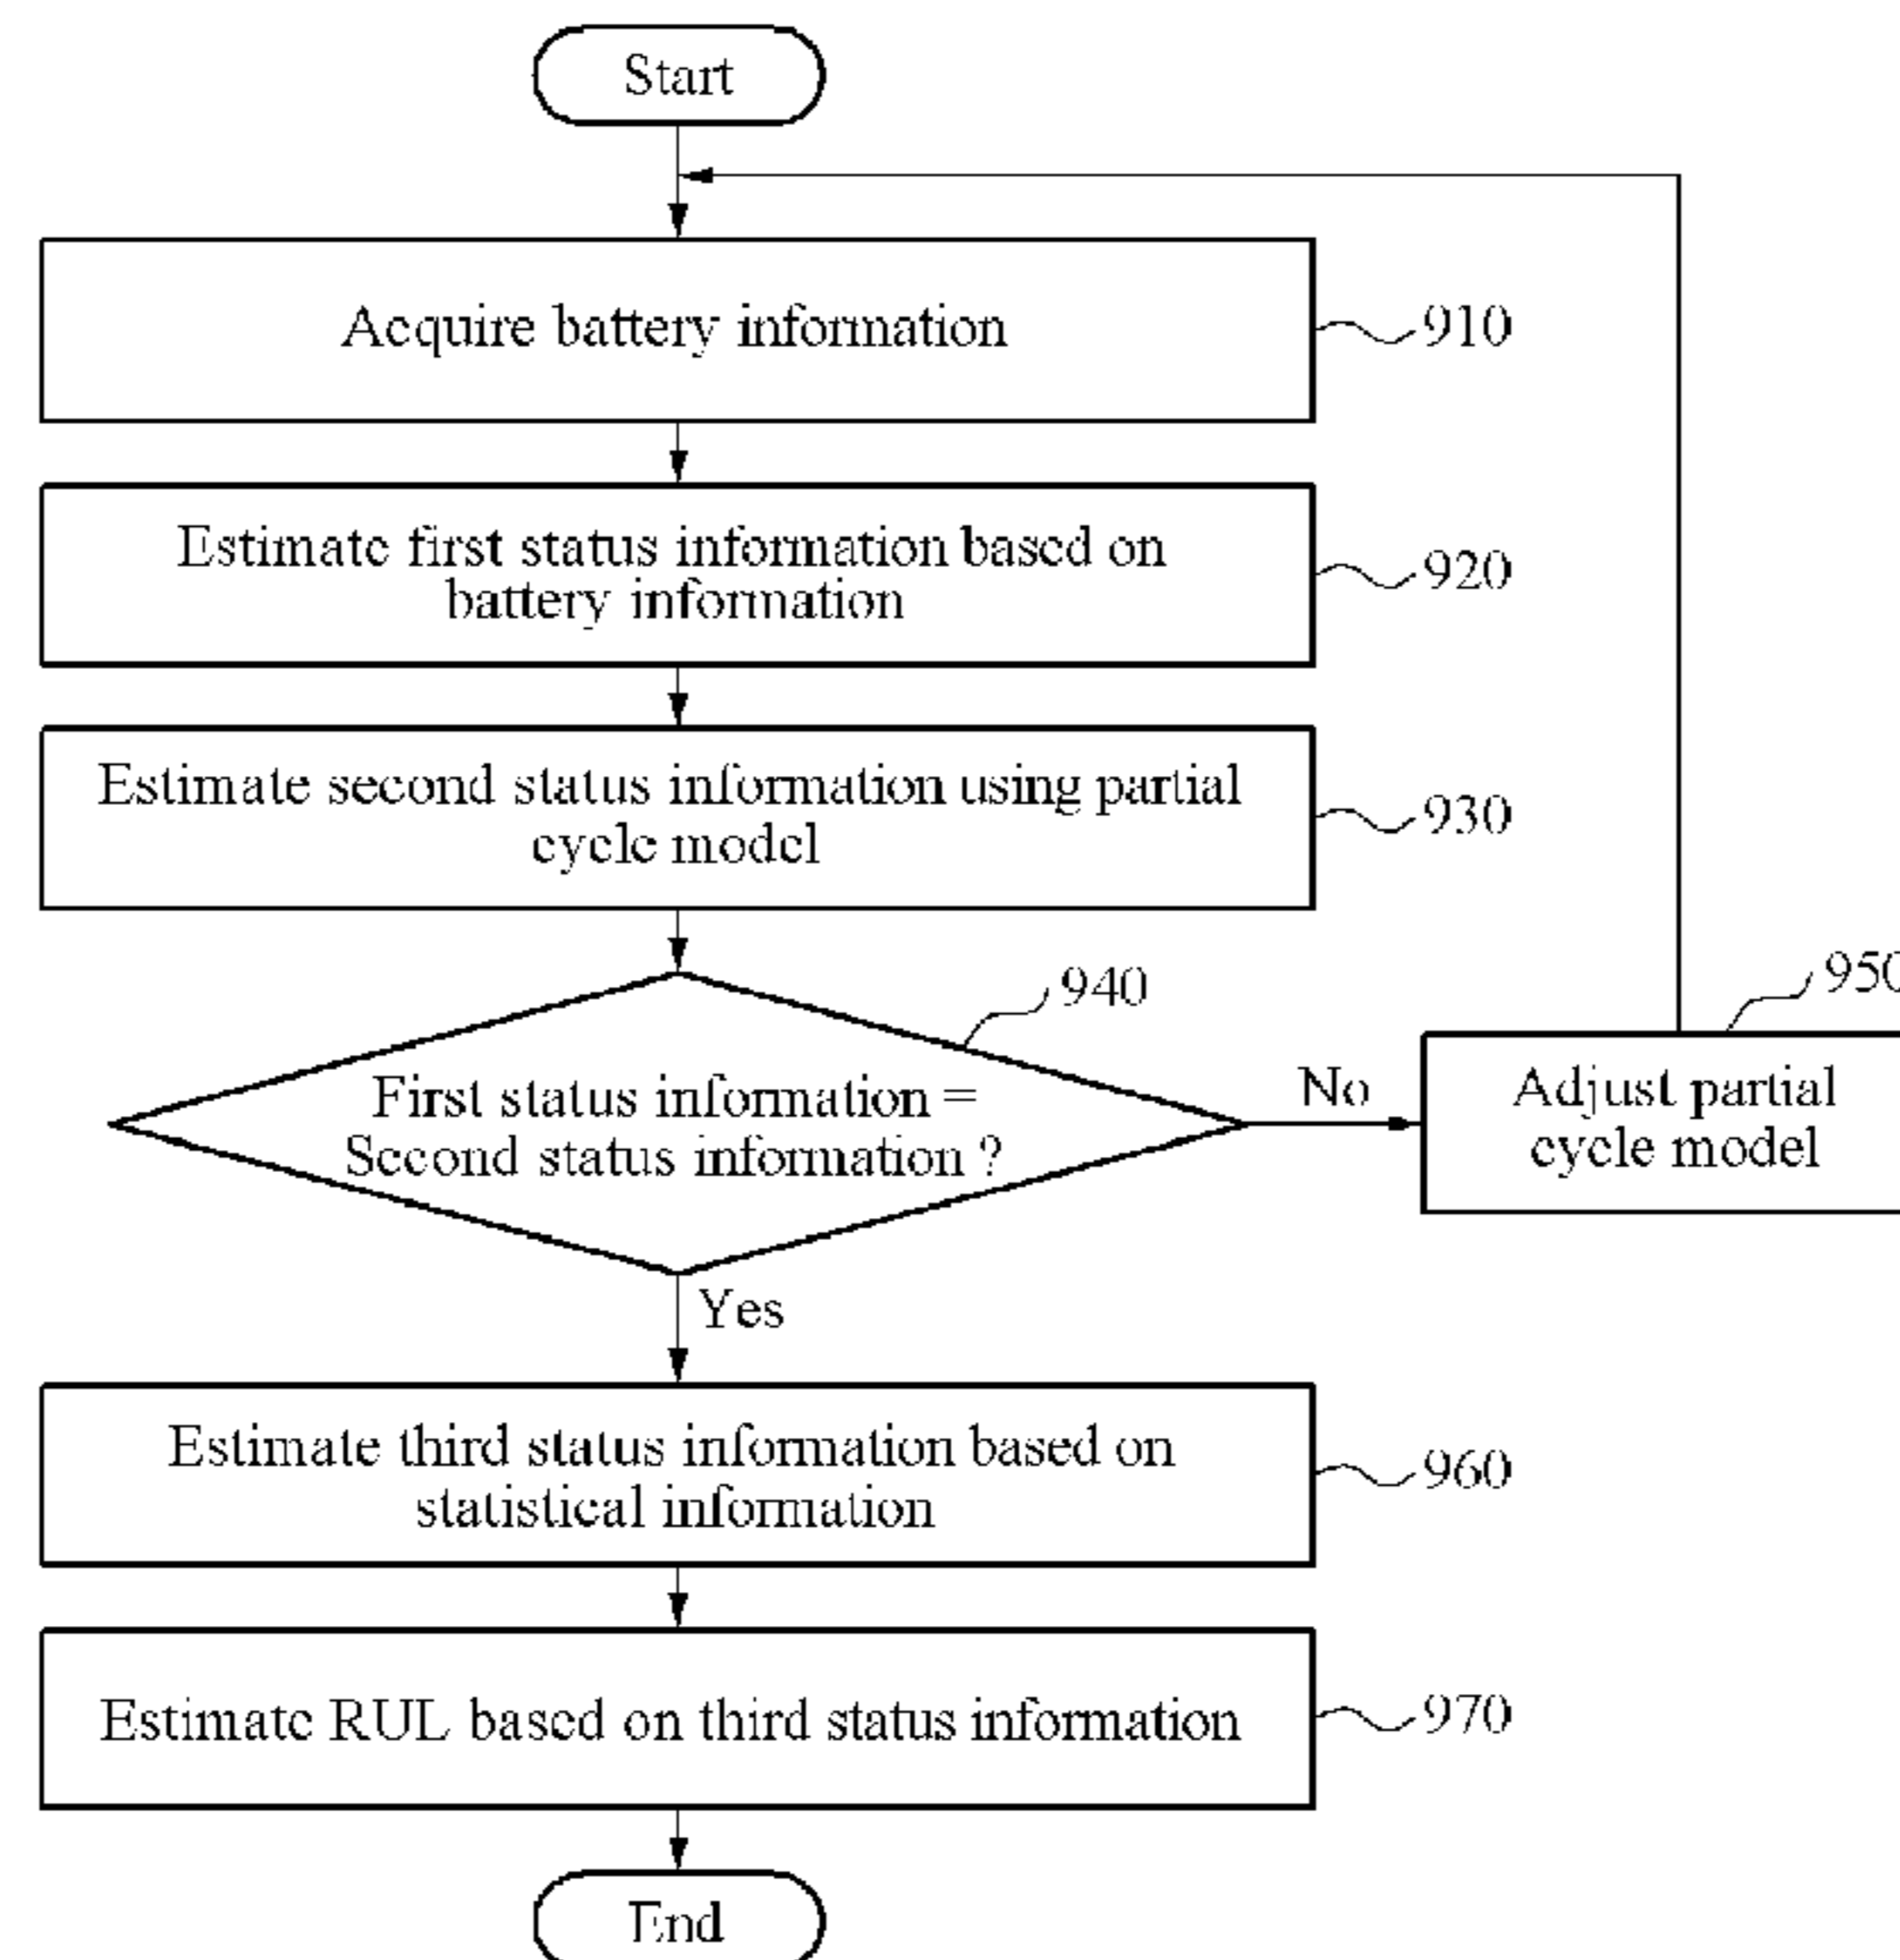 Start
Acquire battery information
910
Estimate first status information based on
battery information
920
Estimate second status information using partial
cycle model
930
940
First status information =
Second status information ?
No
950
Adjust partial
cycle model
Yes
Estimate third status information based on
statistical information
960
Estimate RUL based on third status information
970
End